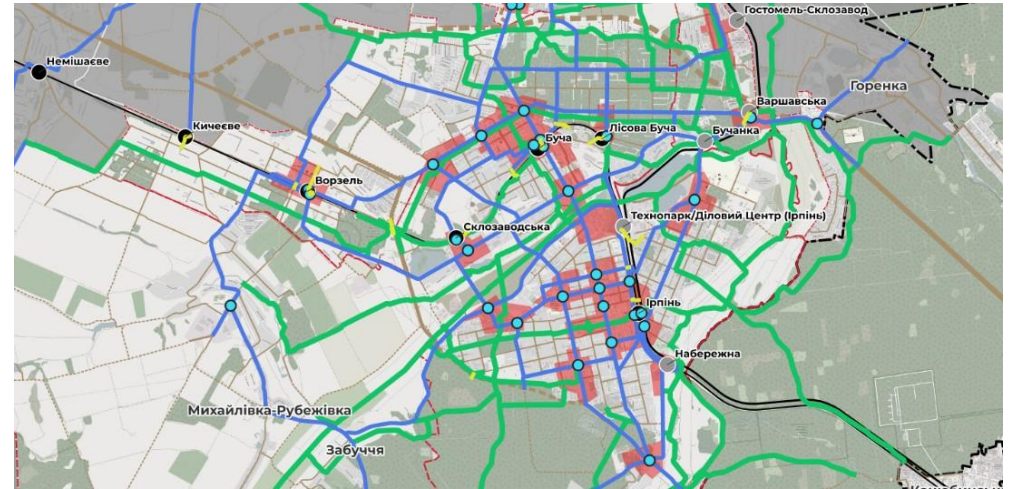 Гостомель-Склозавод
Немішаєве
Горенка
Варшавська
Кичеєве
Лісова Буча
Бучанка
Буча
Ворзель
Технопарк/Діловий Центр (Ірпінь)
Склозаводська
Ірпінь
Набережна
Михайлівка-Рубежівка
Забуччя